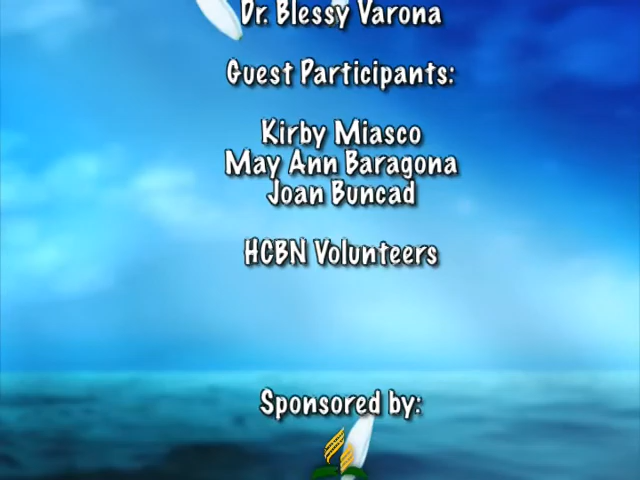 Dr. Blessy Varona
Guest Participants:
Kirby Miasco
May Ann Baragona
Joan Buncad
HCBN Volunteers
Sponsored by: